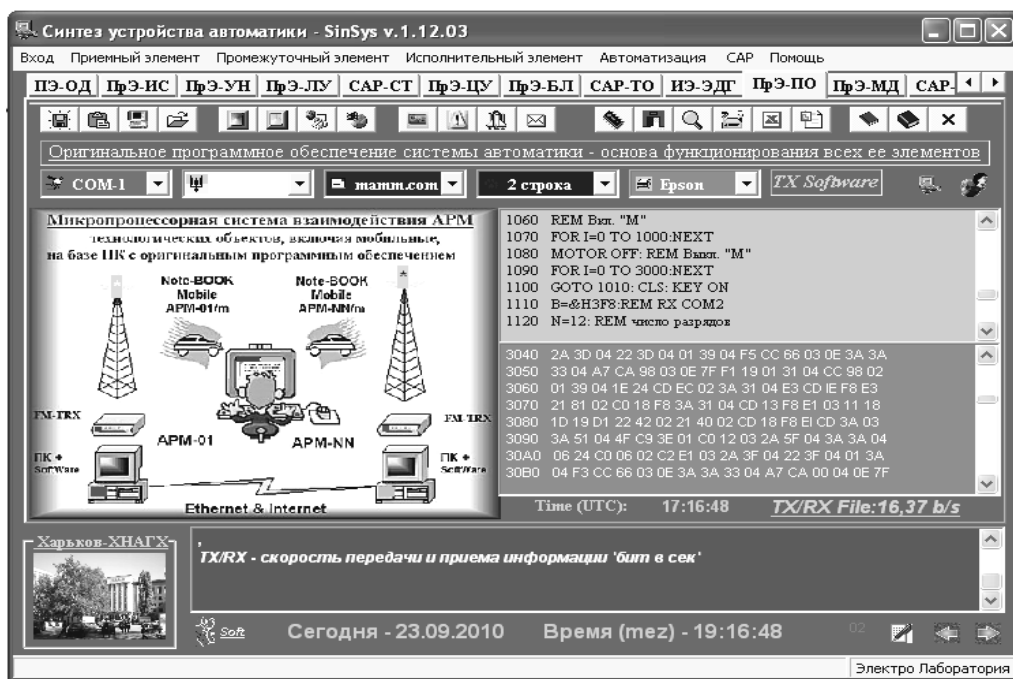 Синтез устройства автоматики - SinSys v.1.12.03
Вход Приемный элемент Промежуточный элемент Исполнительный элемент Автоматизация САР Помощь
ПЭ-ОД ПрЭ-ИС ПрЭ-УН ПрЭ-ЛУ САР-СТ ПрЭ-ЦУ ПрЭ-БЛ САР-ТО ИЭ-ЭДГ ПрЭ-ПО ПрЭ-МД САР-
Оригинальное программное обеспечение системы автоматики - основа функционирования всех ее элементов
COM-1 mamm.com 2 строка Epson TX Software
Микропроцессорная система взаимодействия АРМ
технологических объектов, включая мобильные,
на базе ПК с оригинальным программным обеспечением
Note-BOOK Mobile АРМ-01/m
Note-BOOK Mobile АРМ-NN/m
FM-TRX
FM-TRX
АРМ-01
АРМ-NN
ПК + SoftWare
ПК + SoftWare
Ethernet & Internet
1060 REM Вкл. "М"
1070 FOR I=0 TO 1000:NEXT
1080 MOTOR OFF: REM Выкл. "М"
1090 FOR I=0 TO 3000:NEXT
1100 GOTO 1010: CLS: KEY ON
1110 B=&H3F8:REM RX COM2
1120 N=12: REM число разрядов
3040 2A 3D 04 22 3D 04 01 39 04 F5 CC 66 03 0E 3A 3A
3050 33 04 A7 CA 98 03 0E 7F F1 19 01 31 04 CC 98 02
3060 01 39 04 1E 24 CD EC 02 3A 31 04 E3 CD IE F8 E3
3070 21 81 02 C0 18 F8 3A 31 04 CD 13 F8 E1 03 11 18
3080 1D 19 D1 22 42 02 21 40 02 CD 18 F8 EI CD 3A 03
3090 3A 51 04 4F C9 3E 01 C0 12 03 2A 5F 04 3A 3A 04
30A0 06 24 C0 06 02 C2 E1 03 2A 3F 04 22 3F 04 01 3A
30B0 04 F3 CC 66 03 0E 3A 3A 33 04 A7 CA 00 04 0E 7F
Time (UTC): 17:16:48 TX/RX File:16,37 b/s
Харьков-ХНАГХ
,
TX/RX - скорость передачи и приема информации 'бит в сек'
Soft Сегодня - 23.09.2010 Время (mez) - 19:16:48 02
Электро Лаборатория